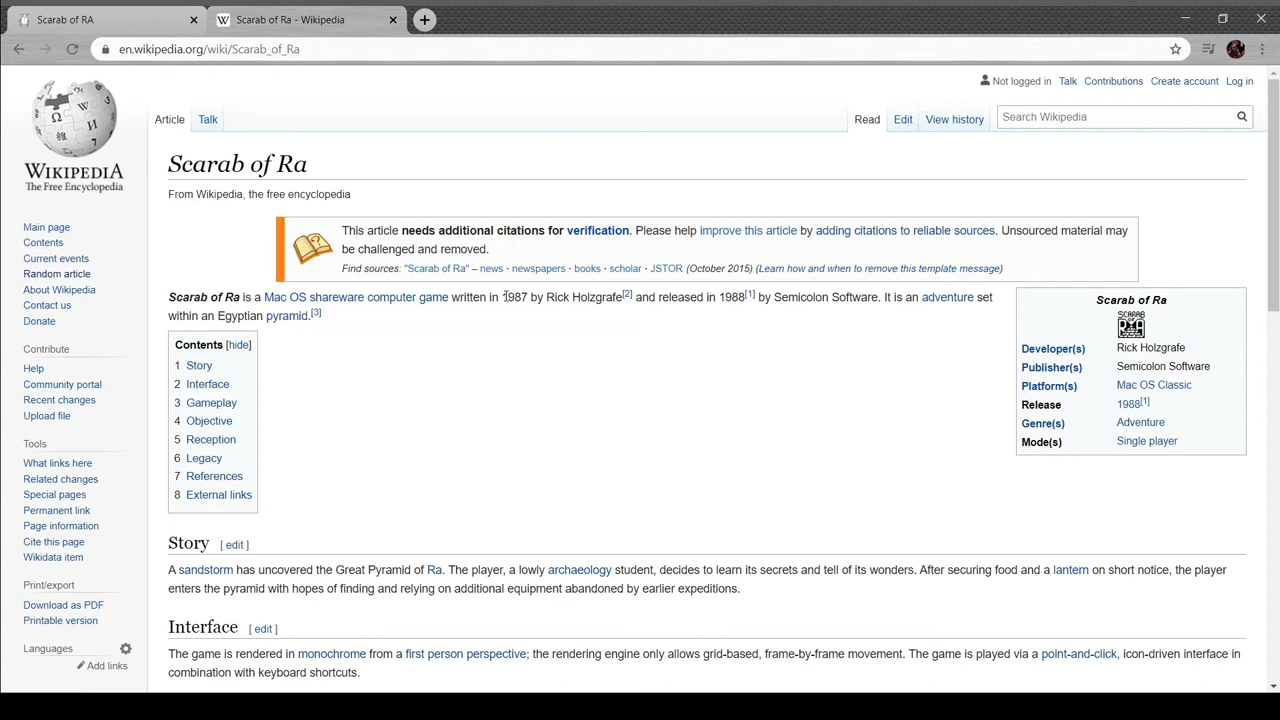 Scarab of RA
Scarab of Ra - Wikipedia
en.wikipedia.org/wiki/Scarab_of_Ra
Not logged in Talk Contributions Create account Log in
Article Talk Read Edit View history Search Wikipedia
WIKIPEDIA
The Free Encyclopedia
Main page
Contents
Current events
Random article
About Wikipedia
Contact us
Donate
Contribute
Help
Community portal
Recent changes
Upload file
Tools
What links here
Related changes
Special pages
Permanent link
Page information
Cite this page
Wikidata item
Print/export
Download as PDF
Printable version
Languages
Add links
Scarab of Ra
From Wikipedia, the free encyclopedia
This article needs additional citations for verification. Please help improve this article by adding citations to reliable sources. Unsourced material may
be challenged and removed.
Find sources: "Scarab of Ra" – news · newspapers · books · scholar · JSTOR (October 2015) (Learn how and when to remove this template message)
Scarab of Ra is a Mac OS shareware computer game written in 1987 by Rick Holzgrafe[2] and released in 1988[1] by Semicolon Software. It is an adventure set
within an Egyptian pyramid.[3]
Scarab of Ra
SCARAB
OF
RA
Developer(s) Rick Holzgrafe
Publisher(s) Semicolon Software
Platform(s) Mac OS Classic
Release 1988[1]
Genre(s) Adventure
Mode(s) Single player
Contents [hide]
1 Story
2 Interface
3 Gameplay
4 Objective
5 Reception
6 Legacy
7 References
8 External links
Story [ edit ]
A sandstorm has uncovered the Great Pyramid of Ra. The player, a lowly archaeology student, decides to learn its secrets and tell of its wonders. After securing food and a lantern on short notice, the player
enters the pyramid with hopes of finding and relying on additional equipment abandoned by earlier expeditions.
Interface [ edit ]
The game is rendered in monochrome from a first person perspective; the rendering engine only allows grid-based, frame-by-frame movement. The game is played via a point-and-click, icon-driven interface in
combination with keyboard shortcuts.